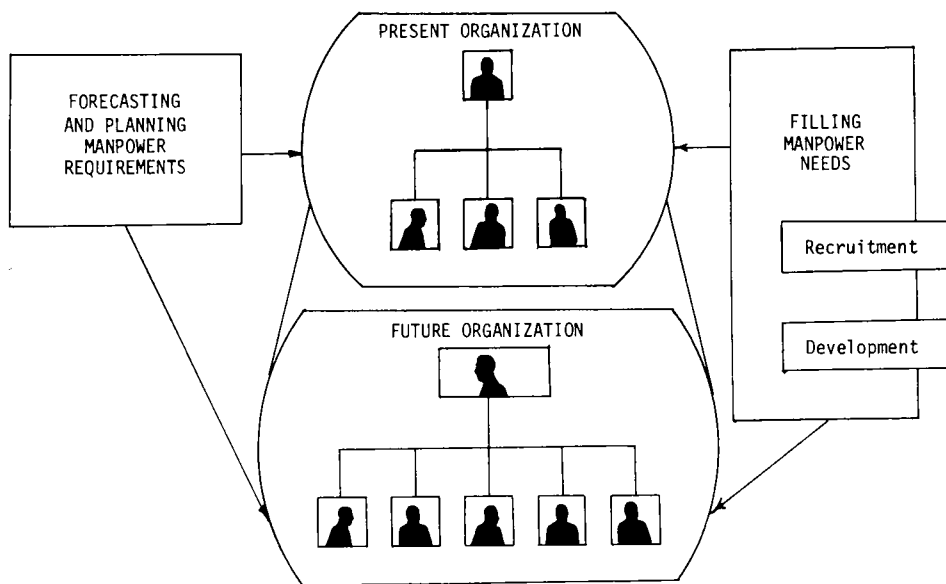 PRESENT ORGANIZATION
FORECASTING
AND PLANNING
MANPOWER
REQUIREMENTS
FILLING
MANPOWER
NEEDS
Recruitment
Development
FUTURE ORGANIZATION